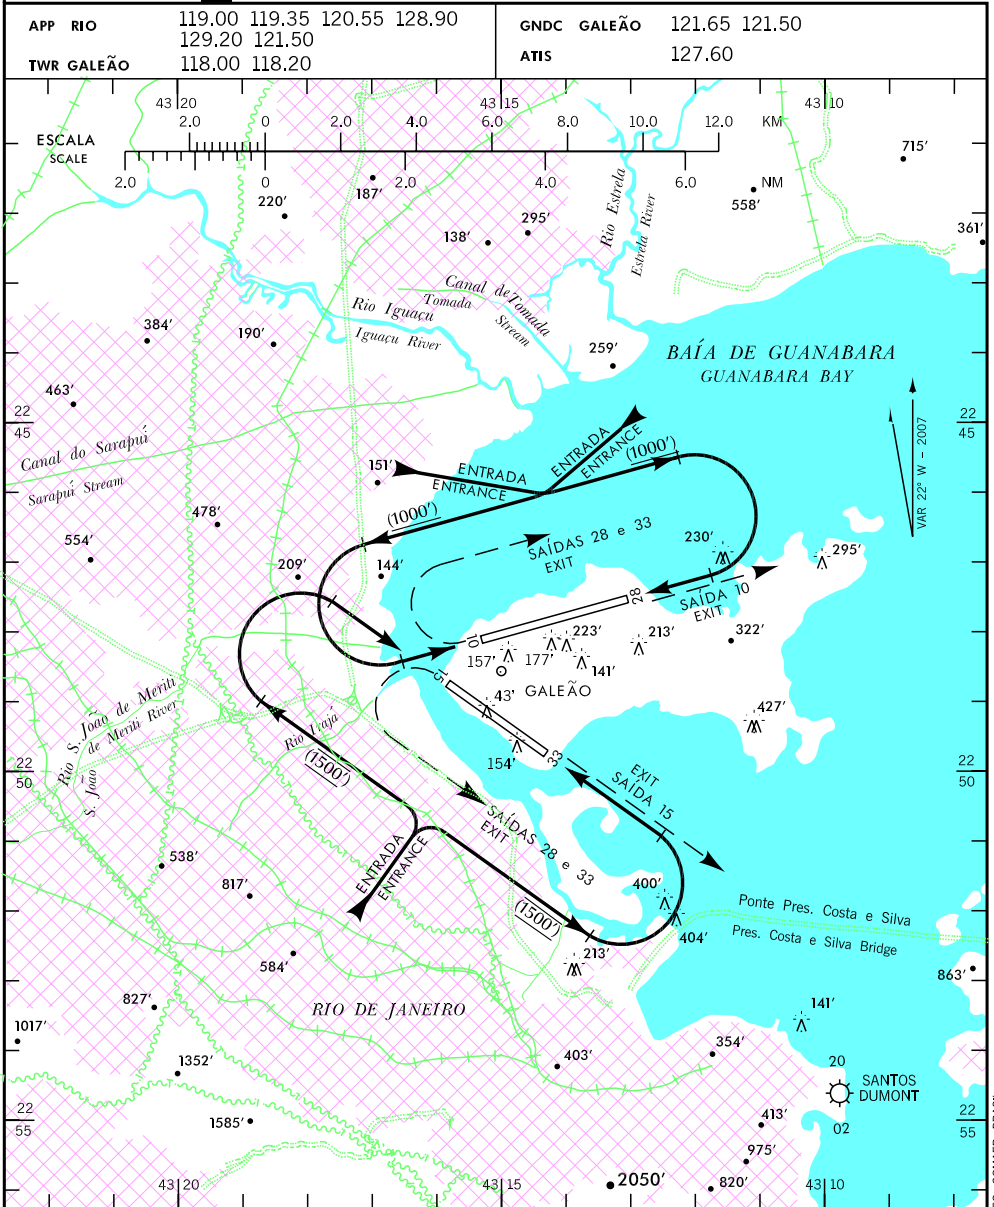 APP RIO 119.00 119.35 120.55 128.90
129.20 121.50
TWR GALEÃO 118.00 118.20
GNDC GALEÃO 121.65 121.50
ATIS 127.60
43 20
43 15
43 10
ESCALA
SCALE
2.0 0 2.0 4.0 6.0 8.0 10.0 12.0 KM
2.0 0 2.0 4.0 6.0 NM
715'
187'
558'
220'
295'
138'
361'
Rio Estrela
Estrela River
Canal de Tomada
Tomada Stream
Rio Iguaçu
Iguaçu River
384'
190'
259'
BAÍA DE GUANABARA
GUANABARA BAY
463'
22
45
22
45
VAR 22° W - 2007
Canal do Sarapuí
Sarapuí Stream
151'
ENTRADA
ENTRANCE
ENTRADA
ENTRANCE
(1000')
(1000')
478'
SAÍDAS 28 e 33
EXIT
554'
230'
295'
209'
144'
28
SAÍDA 10
EXIT
10
223'
213'
322'
157'
177'
141'
GALEÃO
15
43'
427'
154'
33
Rio S. João de Meriti
S. João de Meriti River
Rio Irajá
(1500')
22
50
22
50
EXIT
SAÍDA 15
SAÍDAS 28 e 33
EXIT
ENTRADA
ENTRANCE
538'
817'
400'
(1500')
404'
Ponte Pres. Costa e Silva
Pres. Costa e Silva Bridge
584'
213'
863'
827'
RIO DE JANEIRO
141'
1017'
403'
354'
1352'
20
SANTOS
DUMONT
02
1585'
413'
22
55
22
55
975'
2050'
820'
43 20
43 15
43 10